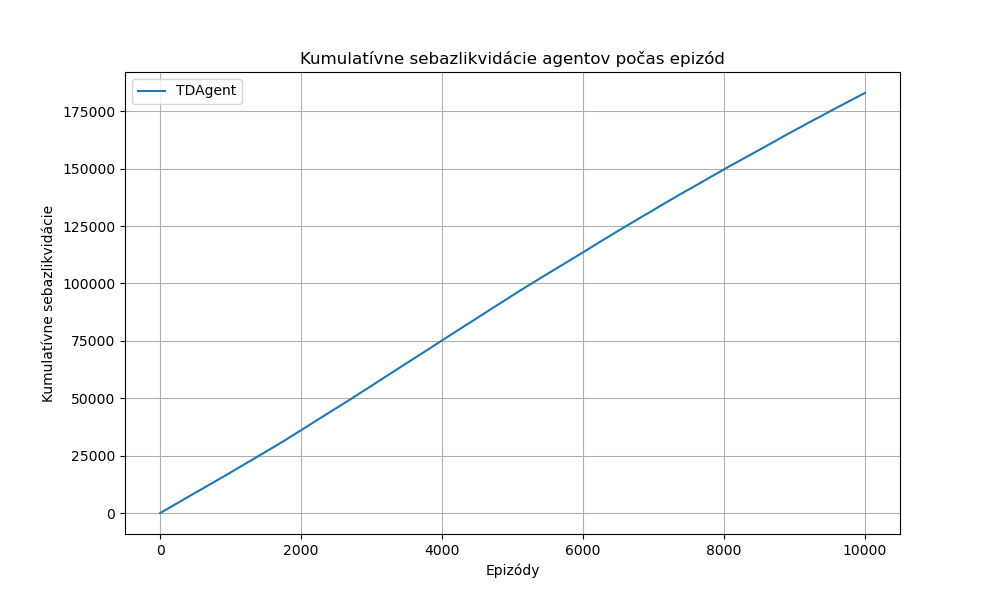 Kumulatívne sebazlikvidácie agentov počas epizód
TDAgent
Kumulatívne sebazlikvidácie
175000
150000
125000
100000
75000
50000
25000
0
0 2000 4000 6000 8000 10000
Epizódy